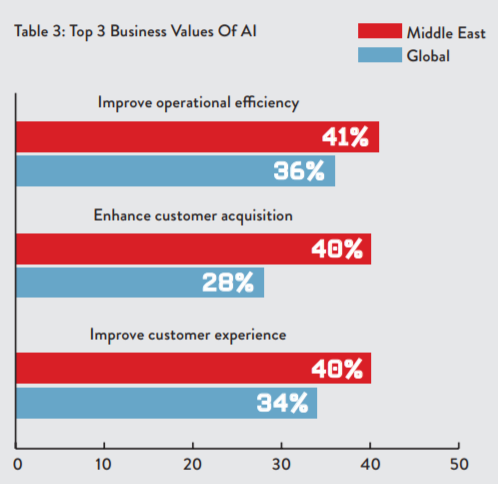 Table 3: Top 3 Business Values Of AI
Middle East
Global
Improve operational efficiency
41%
36%
Enhance customer acquisition
40%
28%
Improve customer experience
40%
34%
0 10 20 30 40 50